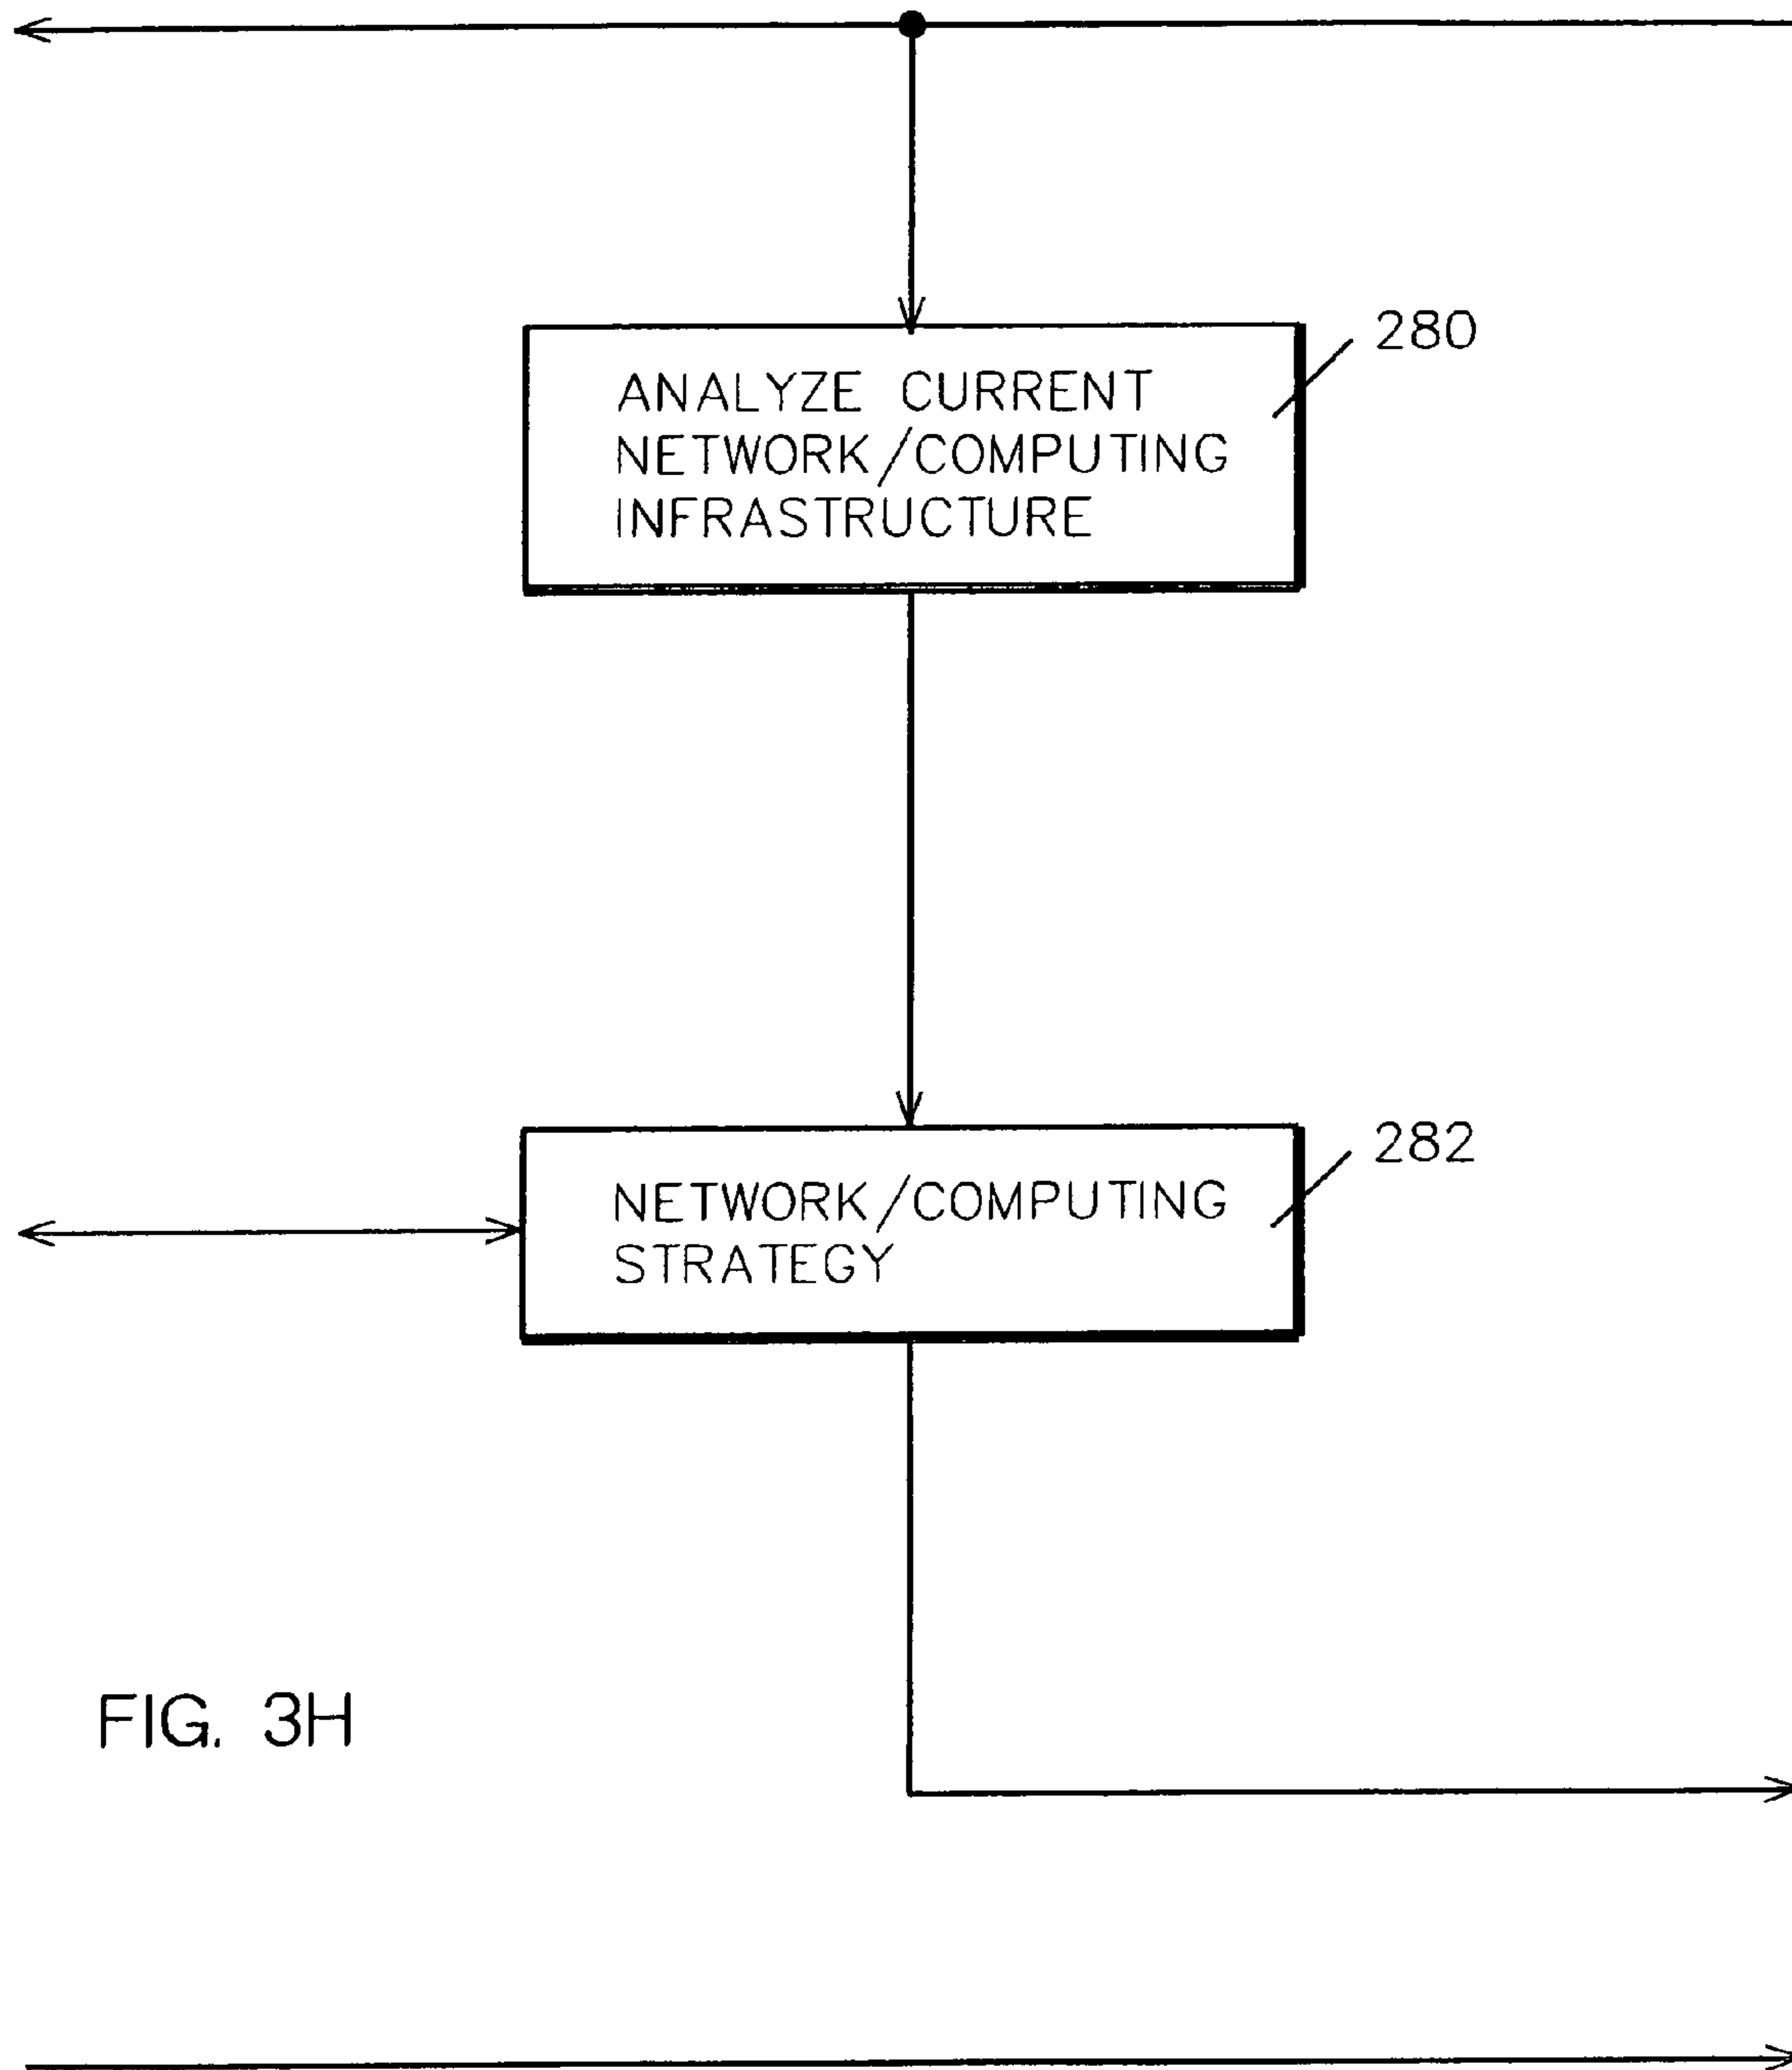 280
ANALYZE CURRENT
NETWORK/COMPUTING
INFRASTRUCTURE
282
NETWORK/COMPUTING
STRATEGY
FIG. 3H